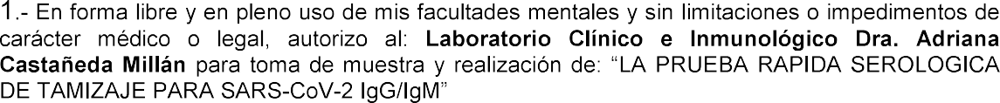 1.- En forma libre y en pleno uso de mis facultades mentales y sin limitaciones o impedimentos de
carácter médico o legal, autorizo al: Laboratorio Clínico e Inmunológico Dra. Adriana
Castañeda Millán para toma de muestra y realización de: “LA PRUEBA RAPIDA SEROLOGICA
DE TAMIZAJE PARA SARS-CoV-2 IgG/IgM”